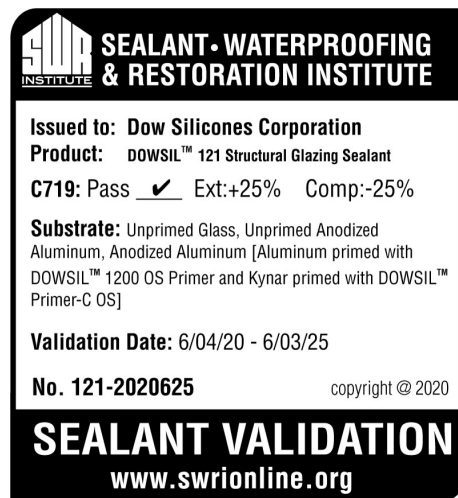 SWR
INSTITUTE
SEALANT • WATERPROOFING
& RESTORATION INSTITUTE
Issued to: Dow Silicones Corporation
Product: DOWSIL™ 121 Structural Glazing Sealant
C719: Pass ✔ Ext:+25% Comp:-25%
Substrate: Unprimed Glass, Unprimed Anodized
Aluminum, Anodized Aluminum [Aluminum primed with
DOWSIL™ 1200 OS Primer and Kynar primed with DOWSIL™
Primer-C OS]
Validation Date: 6/04/20 - 6/03/25
No. 121-2020625 copyright @ 2020
SEALANT VALIDATION
www.swrionline.org